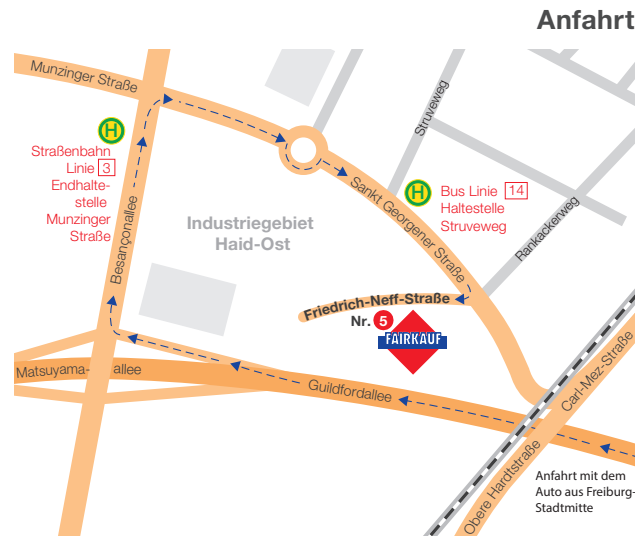 Anfahrt
Munzinger Straße
H
Straßenbahn
Linie 3
Endhalte-
stelle
Munzinger
Straße
Besançonallee
Struveweg
H
Bus Linie 14
Haltestelle
Struveweg
Sankt Georgener Straße
Rankackerweg
Industriegebiet
Haid-Ost
Friedrich-Neff-Straße
Nr. 5
FAIRKAUF
Matsuyama- allee
Guildfordallee
Carl-Mez-Straße
Obere Hardtstraße
Anfahrt mit dem
Auto aus Freiburg-
Stadtmitte